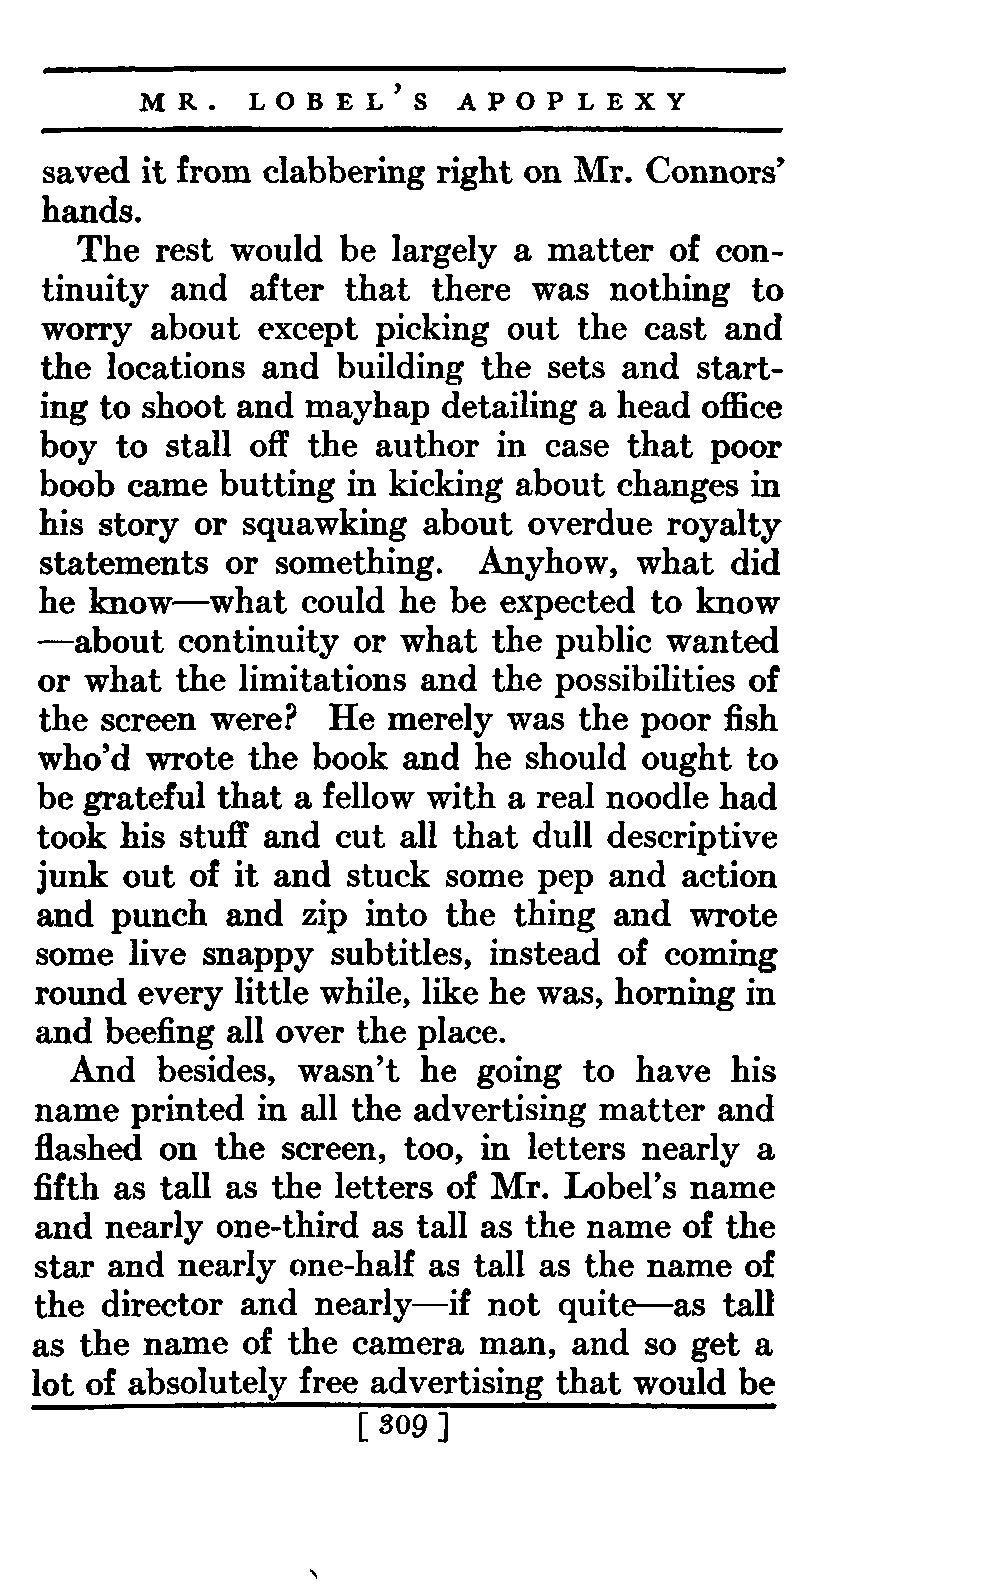 MR. LOBEL'S APOPLEXY
saved it from clabbering right on Mr. Connors'
hands.
The rest would be largely a matter of con-
tinuity and after that there was nothing to
worry about except picking out the cast and
the locations and building the sets and start-
ing to shoot and mayhap detailing a head office
boy to stall off the author in case that poor
boob came butting in kicking about changes in
his story or squawking about overdue royalty
statements or something. Anyhow, what did
he know—what could he be expected to know
—about continuity or what the public wanted
or what the limitations and the possibilities of
the screen were? He merely was the poor fish
who'd wrote the book and he should ought to
be grateful that a fellow with a real noodle had
took his stuff and cut all that dull descriptive
junk out of it and stuck some pep and action
and punch and zip into the thing and wrote
some live snappy subtitles, instead of coming
round every little while, like he was, horning in
and beefing all over the place.
And besides, wasn't he going to have his
name printed in all the advertising matter and
flashed on the screen, too, in letters nearly a
fifth as tall as the letters of Mr. Lobel's name
and nearly one-third as tall as the name of the
star and nearly one-half as tall as the name of
the director and nearly—if not quite—as tall
as the name of the camera man, and so get a
lot of absolutely free advertising that would be
[ 309 ]